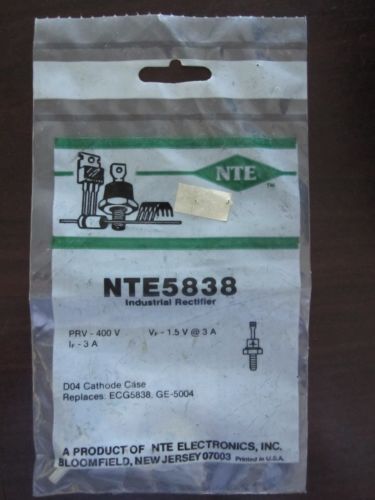 NTE™
NTE5838
Industrial Rectifier
PRV - 400 V VF - 1.5 V @ 3 A
IF - 3 A
D04 Cathode Case
Replaces: ECG5838, GE-5004
A PRODUCT OF NTE ELECTRONICS, INC.
BLOOMFIELD, NEW JERSEY 07003 Printed in U.S.A.